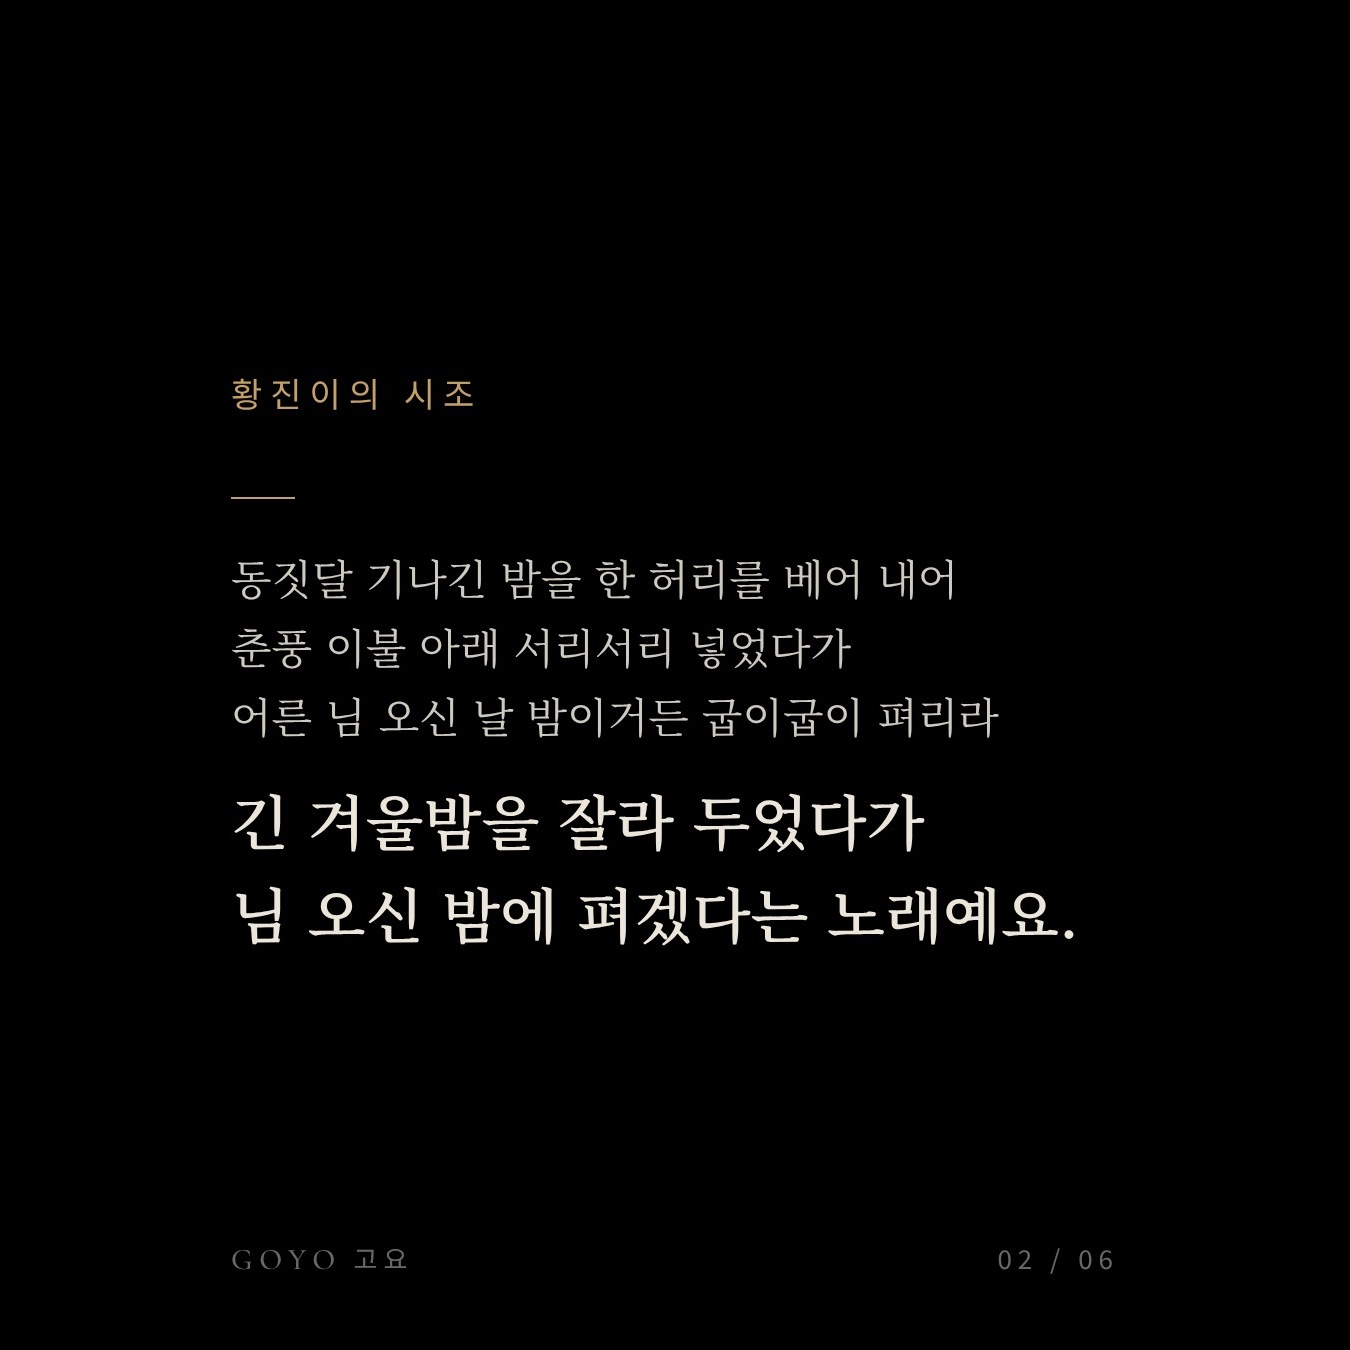 황진이의 시조
동짓달 기나긴 밤을 한 허리를 베어 내어
춘풍 이불 아래 서리서리 넣었다가
어른 님 오신 날 밤이거든 굽이굽이 펴리라
긴 겨울밤을 잘라 두었다가
님 오신 밤에 펴겠다는 노래예요.
GOYO 고요
02 / 06